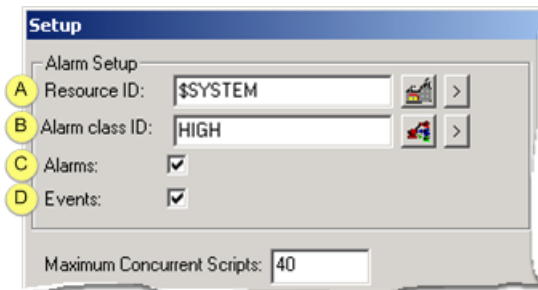 Setup
Alarm Setup
A Resource ID: $SYSTEM >
B Alarm class ID: HIGH >
C Alarms:
D Events:
Maximum Concurrent Scripts: 40